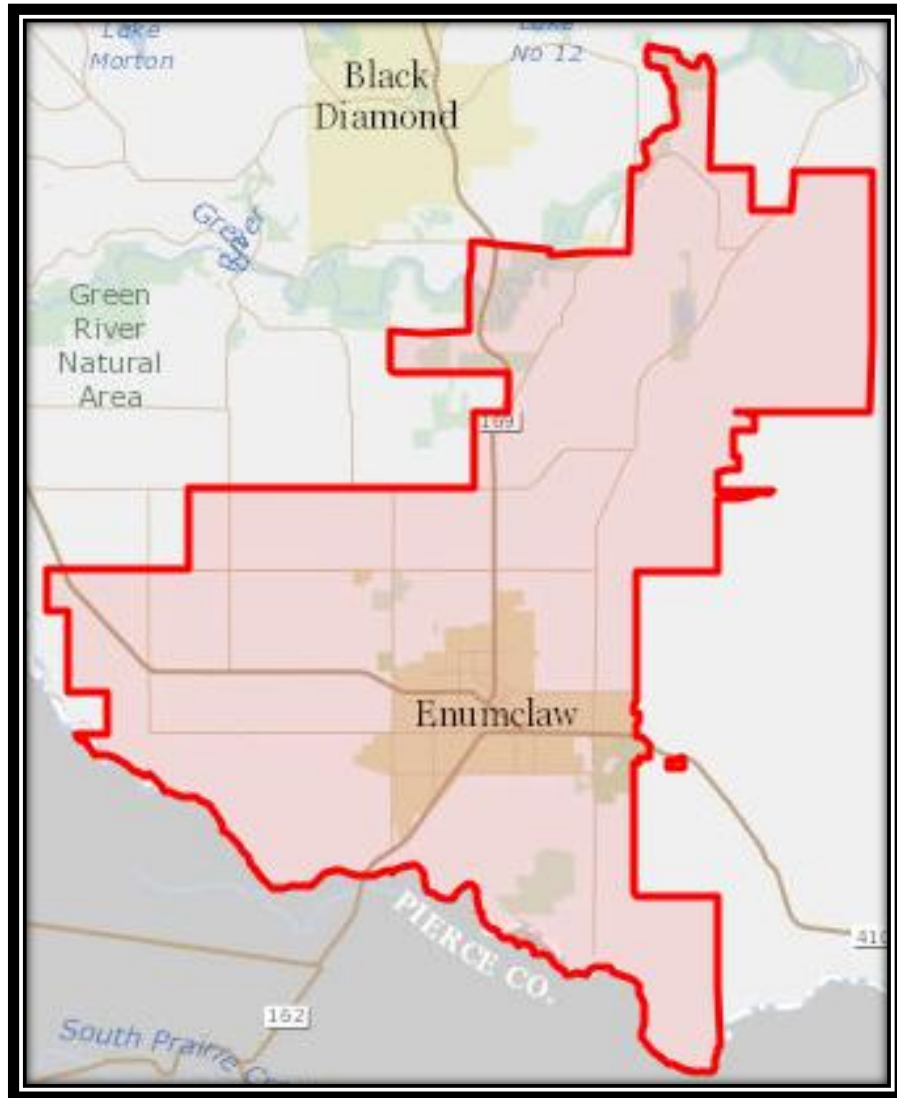 Lake
Morton
Lake
No 12
Black
Diamond
Green
Green
River
Natural
Area
169
Enumclaw
PIERCE CO.
410
162
South Prairie